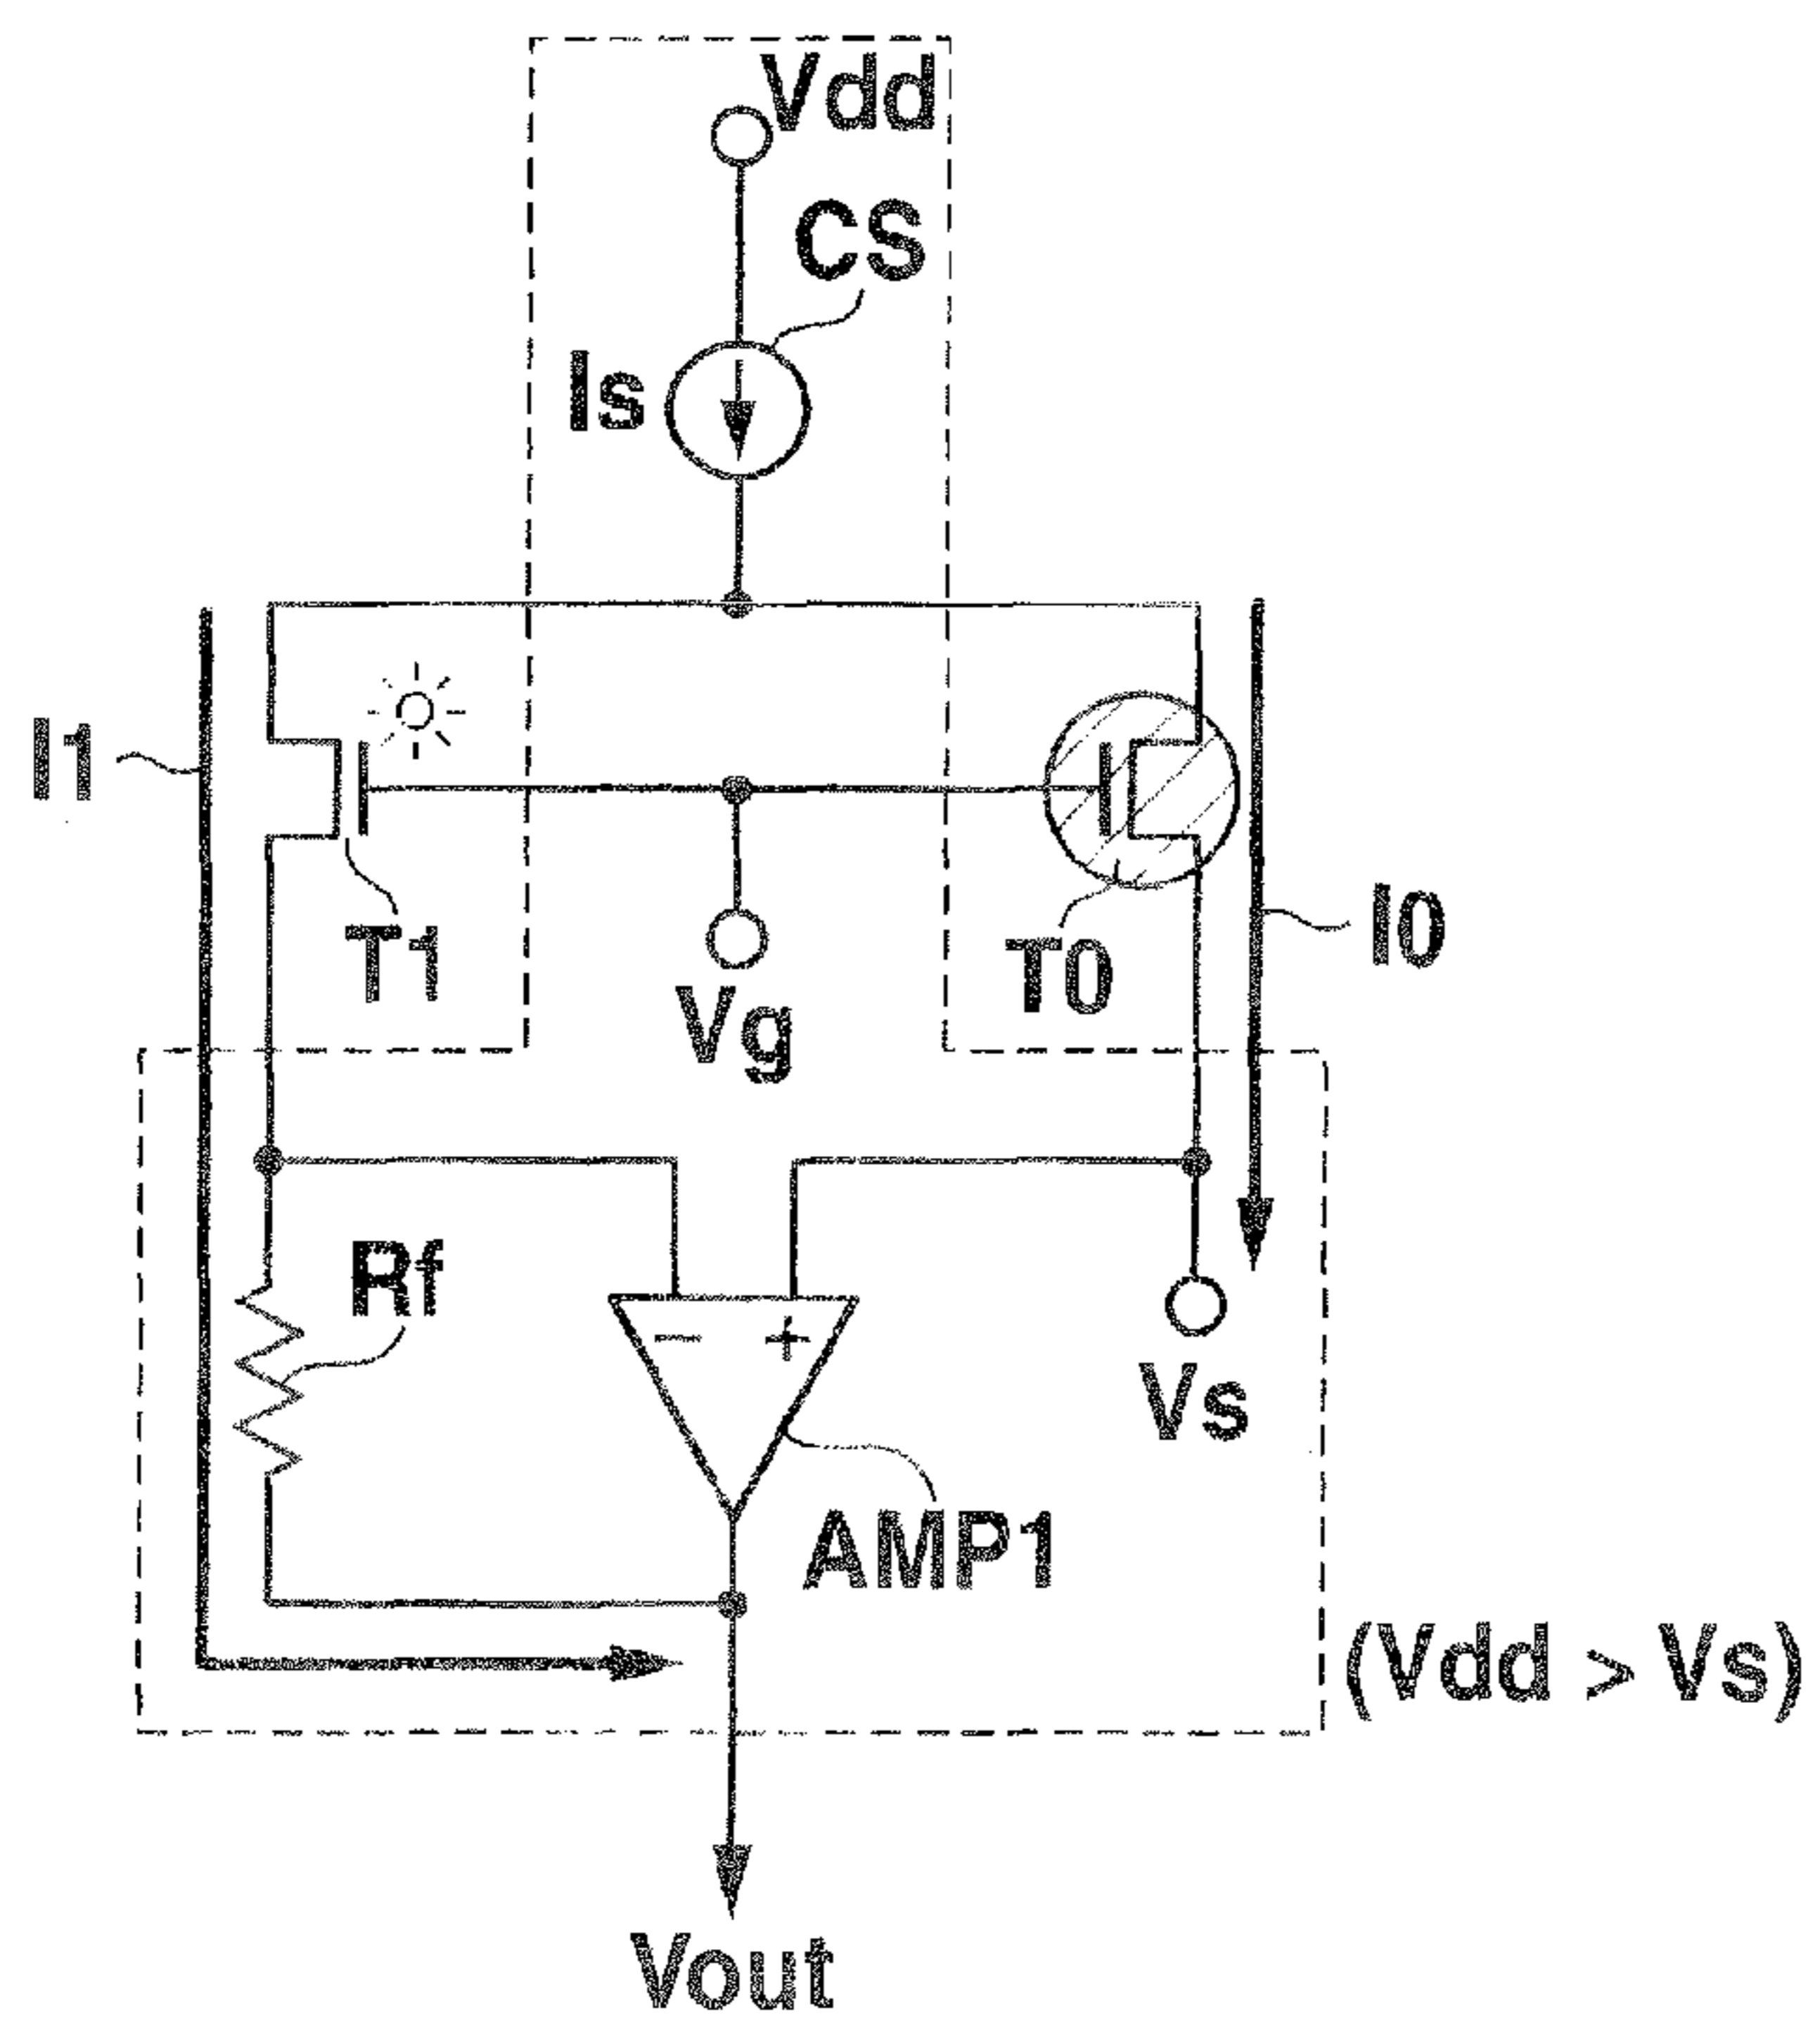 Vdd
CS
Is
I1
T1
Vg
T0
I0
Rf
− +
Vs
AMP1
(Vdd > Vs)
Vout